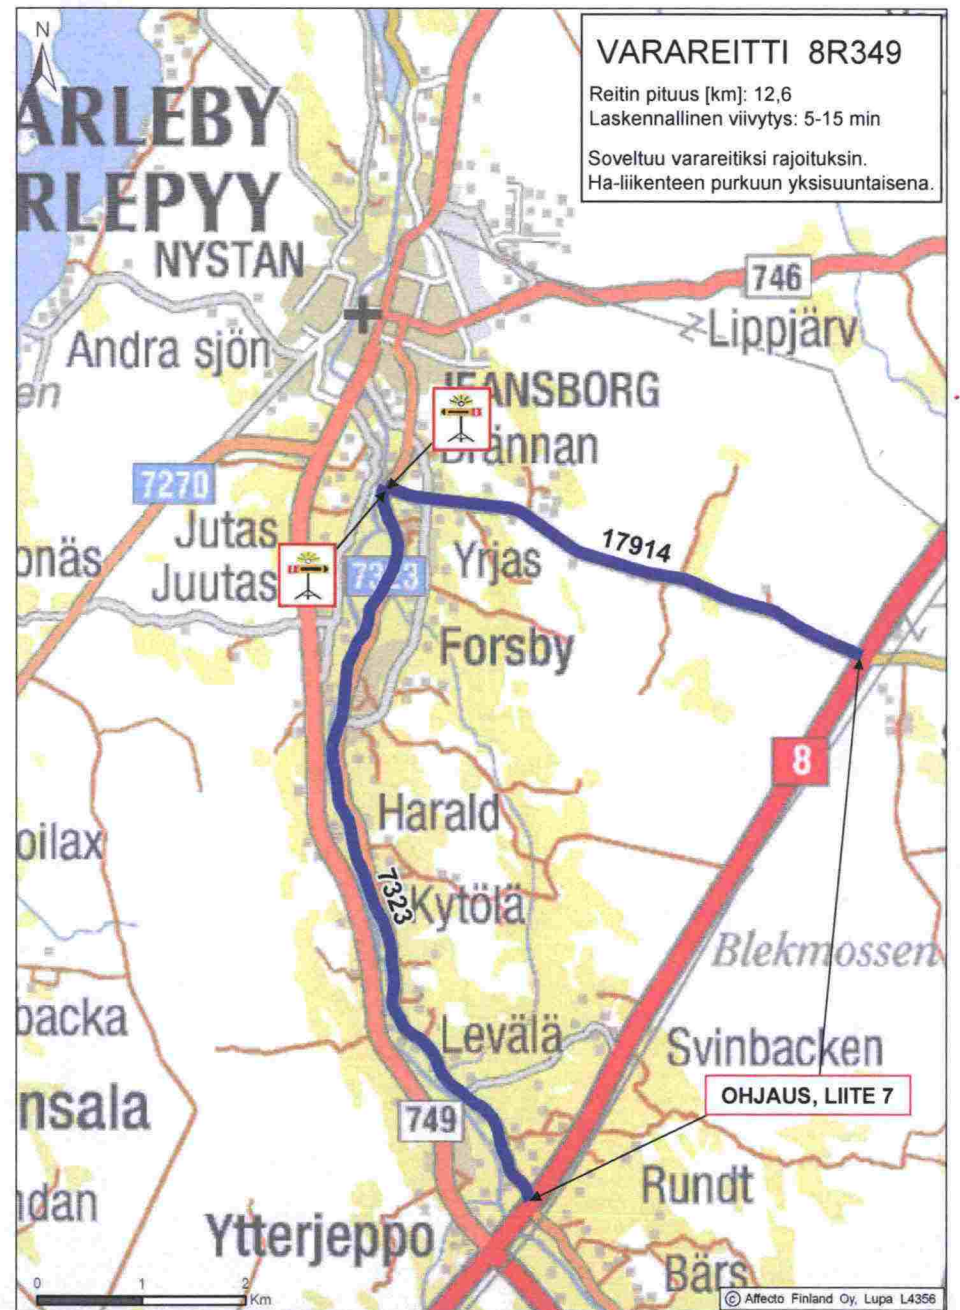 N
VARAREITTI 8R349
Reitin pituus [km]: 12,6
Laskennallinen viivytys: 5-15 min
Soveltuu varareitiksi rajoituksin.
Ha-liikenteen purkuun yksisuuntaisena.
ARLEBY
RLEPYY
NYSTAN
746
Lippjärv
Andra sjön
en
JEANSBORG
Brännan
7270
Jutas
Juutas
17914
onäs
7323
Yrjas
Forsby
8
Harald
oilax
7323
Kytölä
Blekmossen
backa
Levälä
Svinbacken
nsala
OHJAUS, LIITE 7
749
Rundt
ndan
Ytterjeppo
Bärs
0 1 2
Km
© Affecto Finland Oy, Lupa L4356